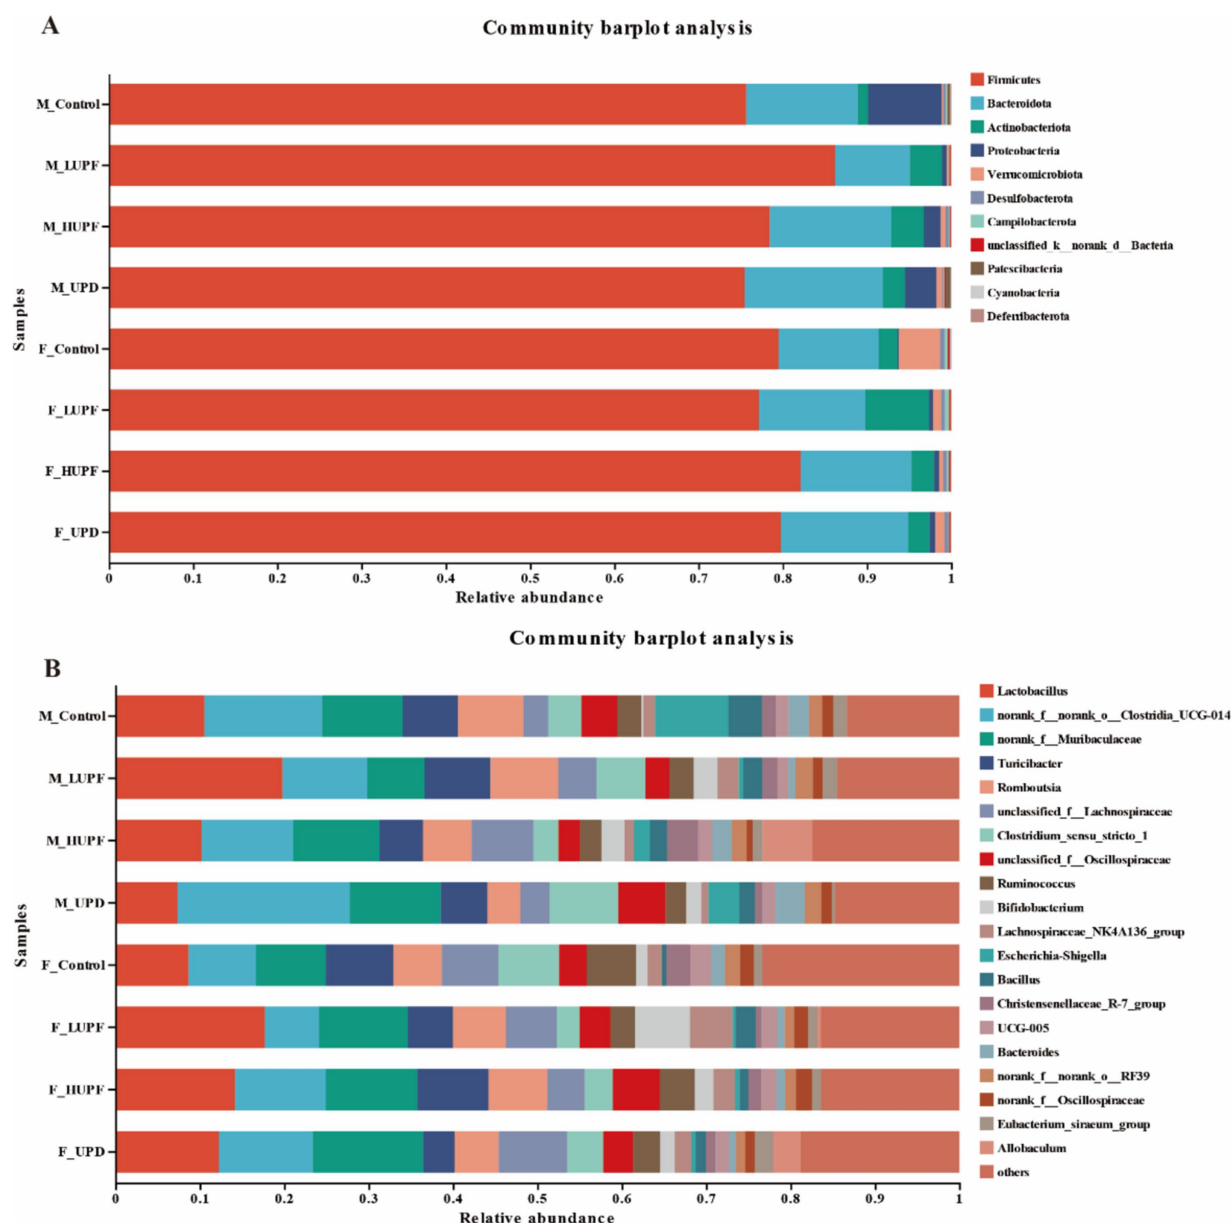 A
Community barplot analysis
Samples
M_Control
M_LUPF
M_HUPF
M_UPD
F_Control
F_LUPF
F_HUPF
F_UPD
0 0.1 0.2 0.3 0.4 0.5 0.6 0.7 0.8 0.9 1
Relative abundance
Firmicutes
Bacteroidota
Actinobacteriota
Proteobacteria
Verrucomicrobiota
Desulfobacterota
Campilobacterota
unclassified_k__norank_d__Bacteria
Patescibacteria
Cyanobacteria
Deferribacterota
Community barplot analysis
B
Samples
M_Control
M_LUPF
M_HUPF
M_UPD
F_Control
F_LUPF
F_HUPF
F_UPD
0 0.1 0.2 0.3 0.4 0.5 0.6 0.7 0.8 0.9 1
Relative abundance
Lactobacillus
norank_f__norank_o__Clostridia_UCG-014
norank_f__Muribaculaceae
Turicibacter
Romboutsia
unclassified_f__Lachnospiraceae
Clostridium_sensu_stricto_1
unclassified_f__Oscillospiraceae
Ruminococcus
Bifidobacterium
Lachnospiraceae_NK4A136_group
Escherichia-Shigella
Bacillus
Christensenellaceae_R-7_group
UCG-005
Bacteroides
norank_f__norank_o__RF39
norank_f__Oscillospiraceae
Eubacterium_siraeum_group
Allobaculum
others